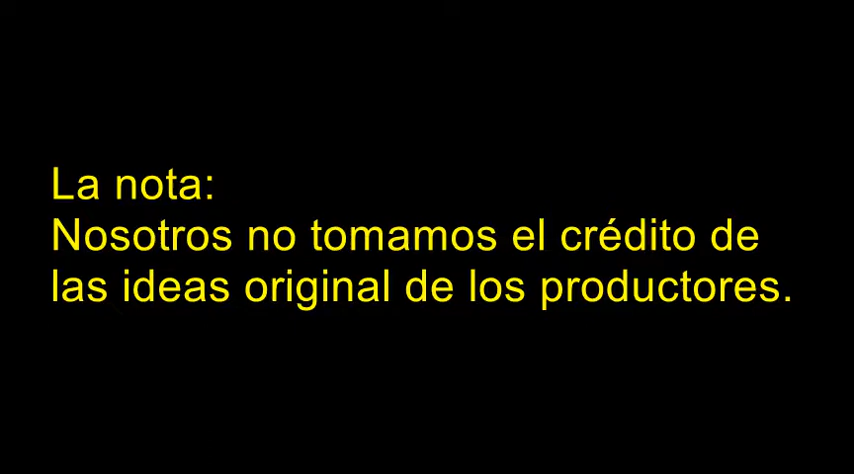 La nota:
Nosotros no tomamos el crédito de
las ideas original de los productores.